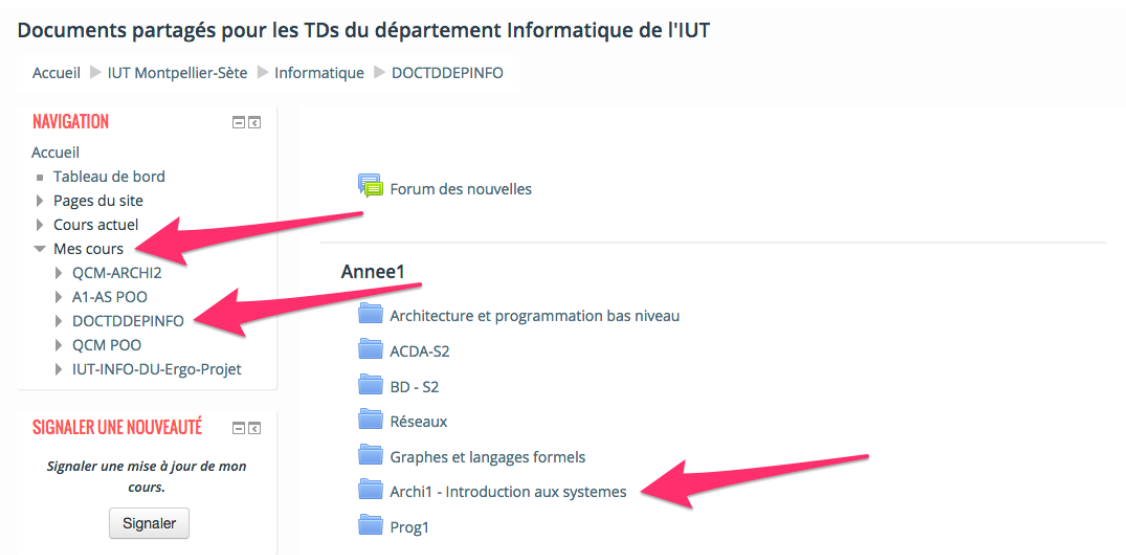 Documents partagés pour les TDs du département Informatique de l'IUT
Accueil IUT Montpellier-Sète Informatique DOCTDDEPINFO
NAVIGATION
Accueil
Tableau de bord
Pages du site
Cours actuel
Mes cours
QCM-ARCHI2
A1-AS POO
DOCTDDEPINFO
QCM POO
IUT-INFO-DU-Ergo-Projet
SIGNALER UNE NOUVEAUTÉ
Signaler une mise à jour de mon
cours.
Signaler
Forum des nouvelles
Annee1
Architecture et programmation bas niveau
ACDA-S2
BD - S2
Réseaux
Graphes et langages formels
Archi1 - Introduction aux systemes
Prog1